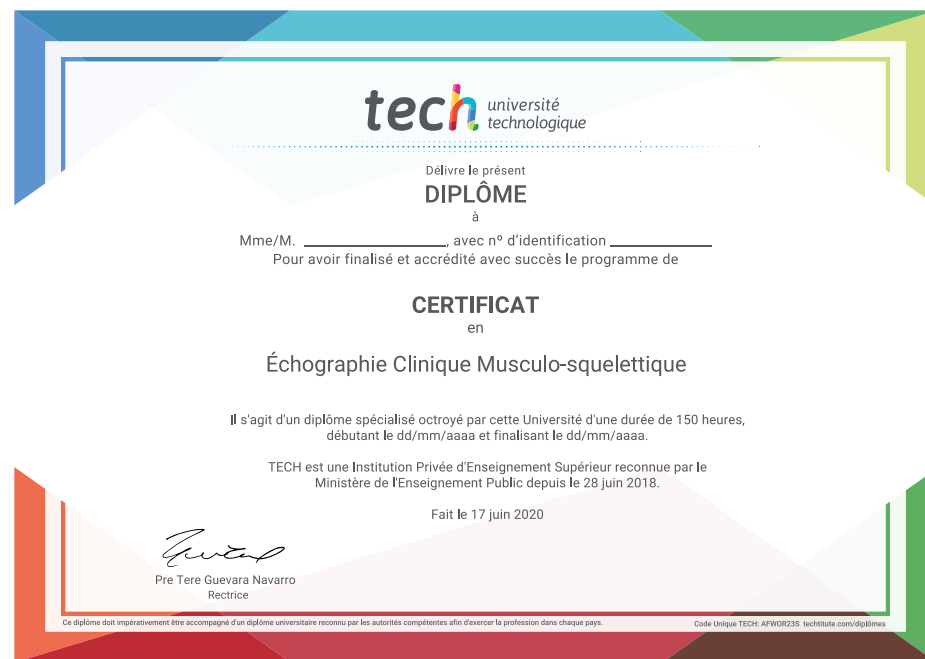 tech université
technologique
Délivre le présent
DIPLÔME
à
Mme/M. ____________________, avec nº d'identification ______________
Pour avoir finalisé et accrédité avec succès le programme de
CERTIFICAT
en
Échographie Clinique Musculo-squelettique
Il s'agit d'un diplôme spécialisé octroyé par cette Université d'une durée de 150 heures,
débutant le dd/mm/aaaa et finalisant le dd/mm/aaaa.
TECH est une Institution Privée d'Enseignement Supérieur reconnue par le
Ministère de l'Enseignement Public depuis le 28 juin 2018.
Fait le 17 juin 2020
Pre Tere Guevara Navarro
Rectrice
Ce diplôme doit impérativement être accompagné d'un diplôme universitaire reconnu par les autorités compétentes afin d'exercer la profession dans chaque pays.
Code Unique TECH: AFWOR23S techtitute.com/diplômes